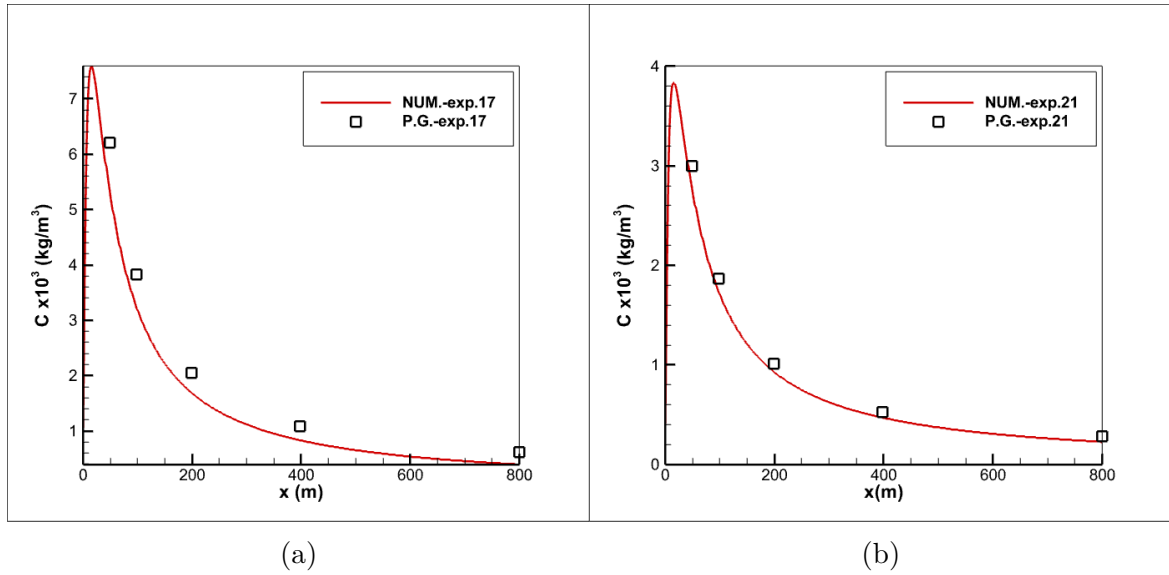 7
6
5
4
3
2
1
0
200
400
600
800
x (m)
C x10³ (kg/m³)
NUM.-exp.17
P.G.-exp.17
4
3
2
1
0
0
200
400
600
800
x(m)
C x10³ (kg/m³)
NUM.-exp.21
P.G.-exp.21
(a)
(b)